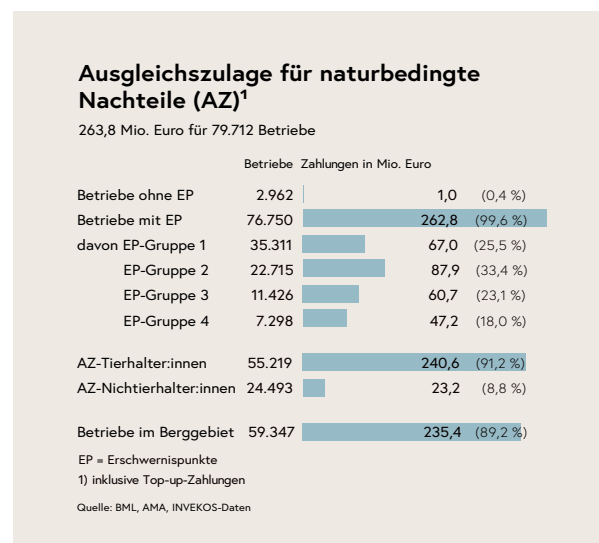 Ausgleichszulage für naturbedingte
Nachteile (AZ)¹
263,8 Mio. Euro für 79.712 Betriebe
Betriebe Zahlungen in Mio. Euro
Betriebe ohne EP 2.962 1,0 (0,4 %)
Betriebe mit EP 76.750 262,8 (99,6 %)
davon EP-Gruppe 1 35.311 67,0 (25,5 %)
EP-Gruppe 2 22.715 87,9 (33,4 %)
EP-Gruppe 3 11.426 60,7 (23,1 %)
EP-Gruppe 4 7.298 47,2 (18,0 %)
AZ-Tierhalter:innen 55.219 240,6 (91,2 %)
AZ-Nichtierhalter:innen 24.493 23,2 (8,8 %)
Betriebe im Berggebiet 59.347 235,4 (89,2 %)
EP = Erschwernispunkte
1) inklusive Top-up-Zahlungen
Quelle: BML, AMA, INVEKOS-Daten